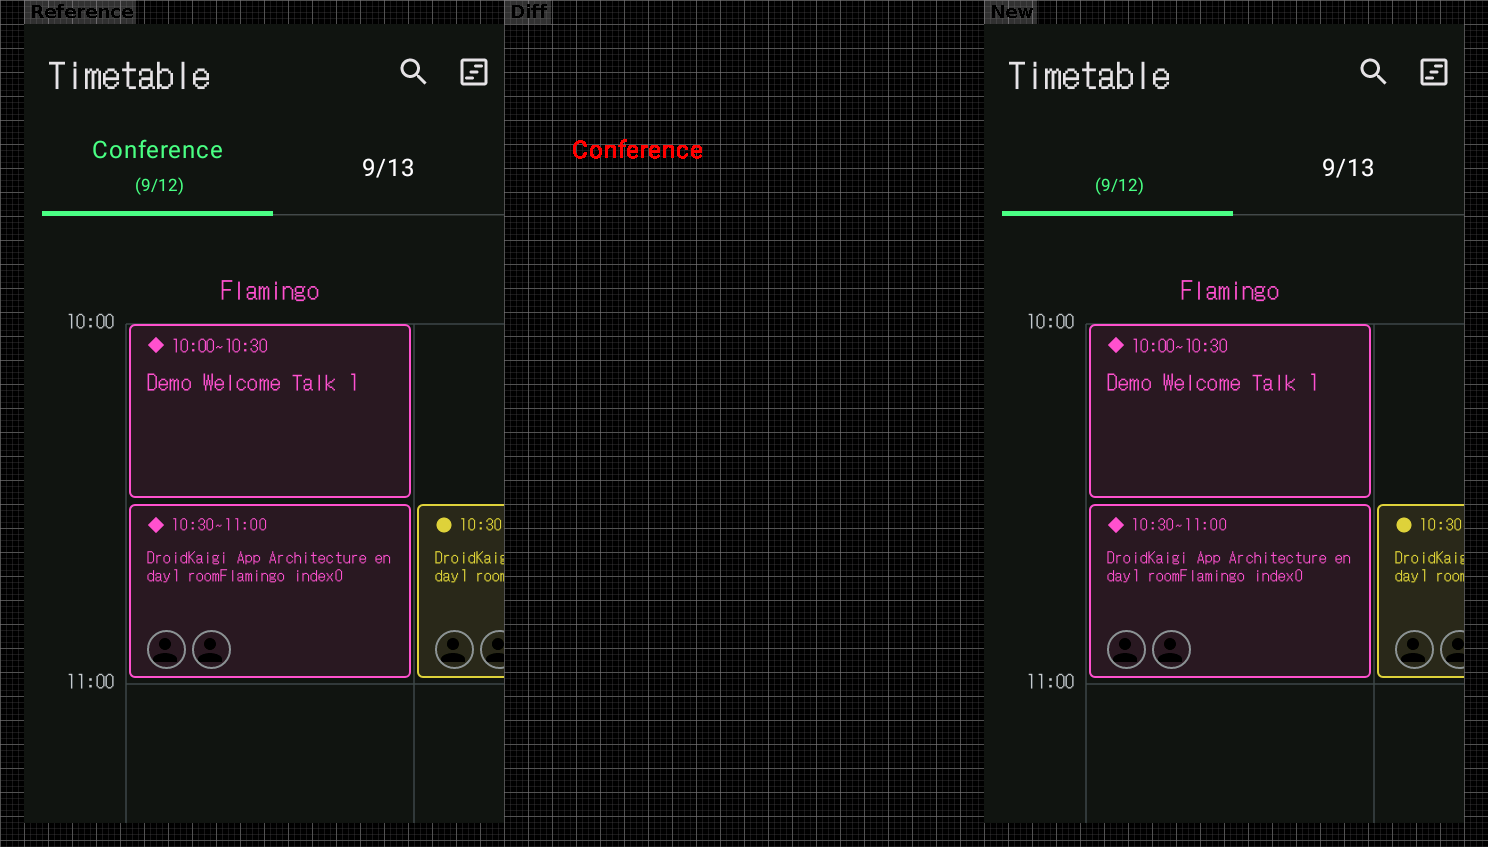 Reference
Diff
New
Timetable
Conference
(9/12)
9/13
Flamingo
10:00
10:00~10:30
Demo Welcome Talk 1
10:30~11:00
DroidKaigi App Architecture en
day1 roomFlamingo index0
10:30
DroidKaig
day1 room
11:00
Conference
Timetable
(9/12)
9/13
Flamingo
10:00
10:00~10:30
Demo Welcome Talk 1
10:30~11:00
DroidKaigi App Architecture en
day1 roomFlamingo index0
10:30
DroidKaig
day1 room
11:00